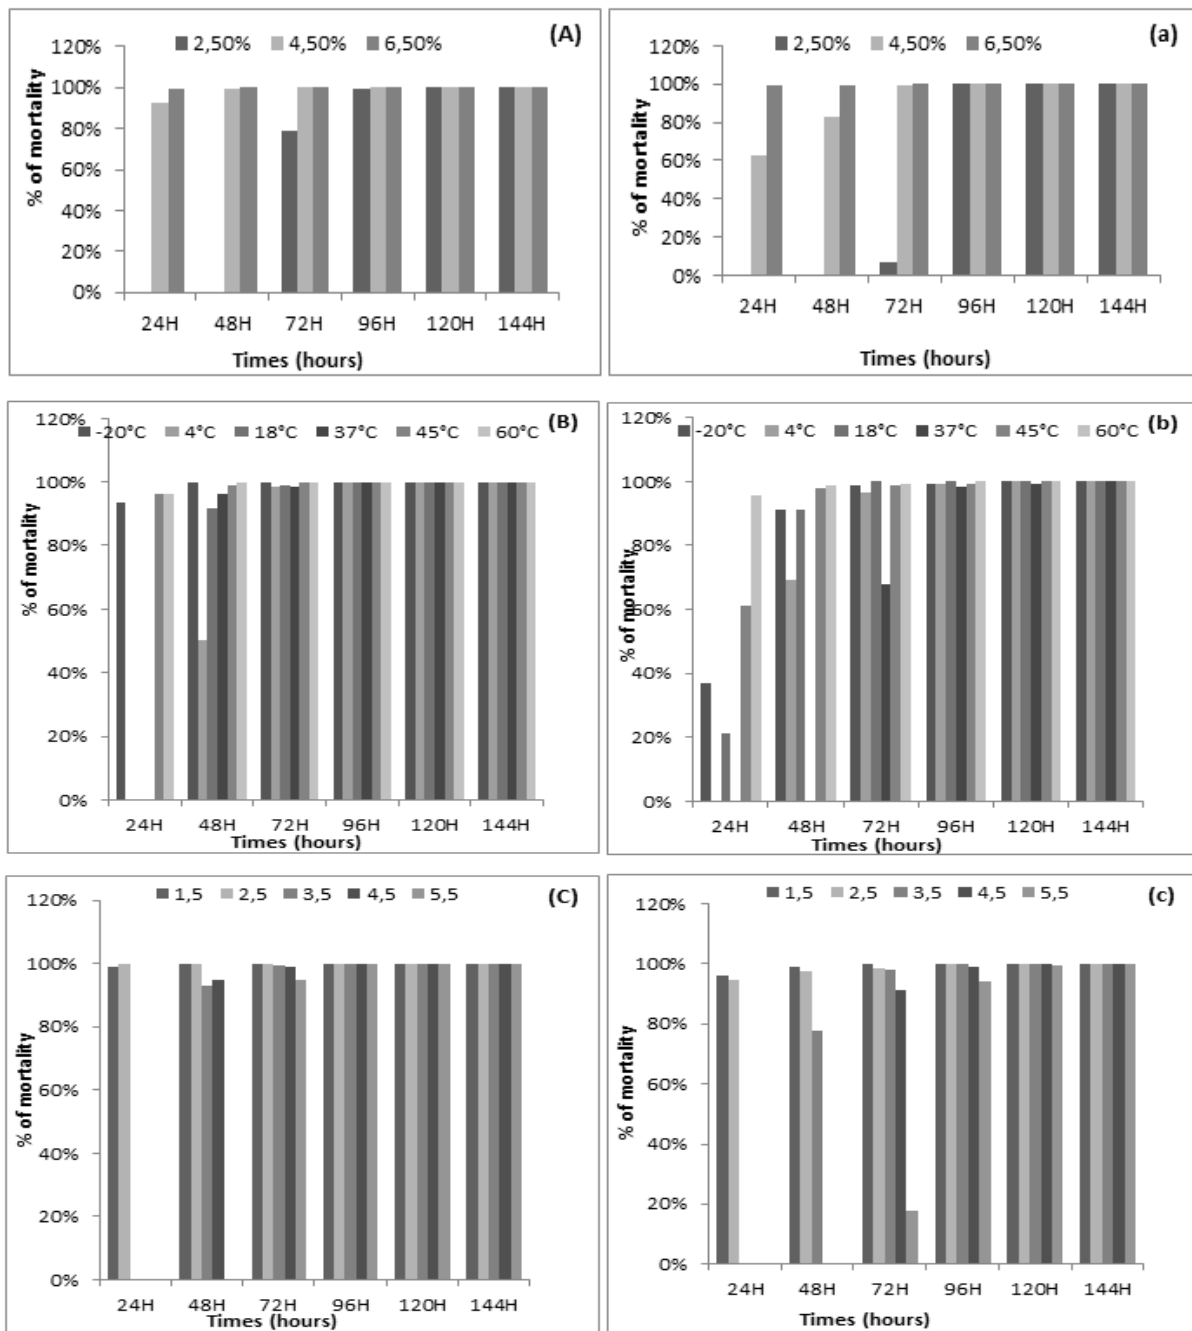 (A)
120% 2,50% 4,50% 6,50%
100%
80%
60%
40%
20%
0%
% of mortality
24H 48H 72H 96H 120H 144H
Times (hours)
(a)
120% 2,50% 4,50% 6,50%
100%
80%
60%
40%
20%
0%
% of mortality
24H 48H 72H 96H 120H 144H
Times (hours)
(B)
120%
-20°C 4°C 18°C 37°C 45°C 60°C
100%
80%
60%
40%
20%
0%
% of mortality
24H 48H 72H 96H 120H 144H
Times (hours)
(b)
120%
-20°C 4°C 18°C 37°C 45°C 60°C
100%
80%
60%
40%
20%
0%
% of mortality
24H 48H 72H 96H 120H 144H
Times (hours)
(C)
1,5 2,5 3,5 4,5 5,5
120%
100%
80%
60%
40%
20%
0%
% of mortality
24H 48H 72H 96H 120H 144H
Times (hours)
(c)
1,5 2,5 3,5 4,5 5,5
120%
100%
80%
60%
40%
20%
0%
% of mortality
24H 48H 72H 96H 120H 144H
Times (hours)